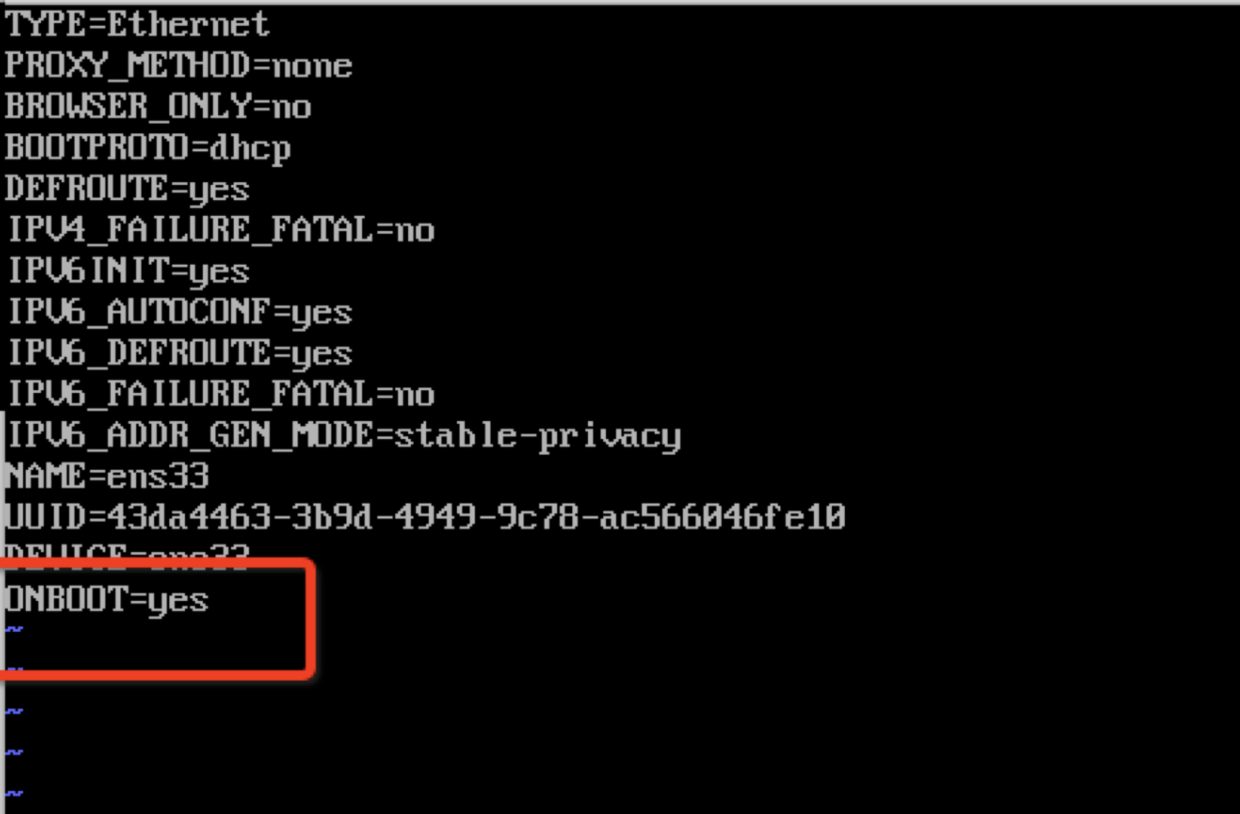 TYPE=Ethernet
PROXY_METHOD=none
BROWSER_ONLY=no
BOOTPROTO=dhcp
DEFROUTE=yes
IPV4_FAILURE_FATAL=no
IPV6INIT=yes
IPV6_AUTOCONF=yes
IPV6_DEFROUTE=yes
IPV6_FAILURE_FATAL=no
IPV6_ADDR_GEN_MODE=stable-privacy
NAME=ens33
UUID=43da4463-3b9d-4949-9c78-ac566046fe10
DEVICE=ens33
ONBOOT=yes
~
~
~
~
~